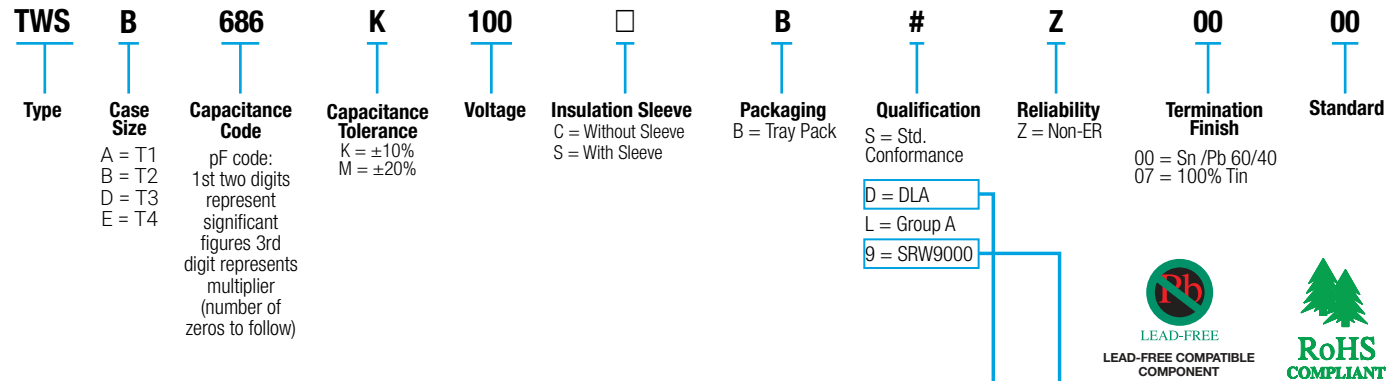 TWS B 686 K 100 □ B # Z 00 00
Type
Case
Size
A = T1
B = T2
D = T3
E = T4
Capacitance
Code
pF code:
1st two digits
represent
significant
figures 3rd
digit represents
multiplier
(number of
zeros to follow)
Capacitance
Tolerance
K = ±10%
M = ±20%
Voltage
Insulation Sleeve
C = Without Sleeve
S = With Sleeve
Packaging
B = Tray Pack
Qualification
S = Std.
Conformance
D = DLA
L = Group A
9 = SRW9000
Reliability
Z = Non-ER
Termination
Finish
00 = Sn /Pb 60/40
07 = 100% Tin
Standard
Pb
LEAD-FREE
LEAD-FREE COMPATIBLE
COMPONENT
RoHS
COMPLIANT